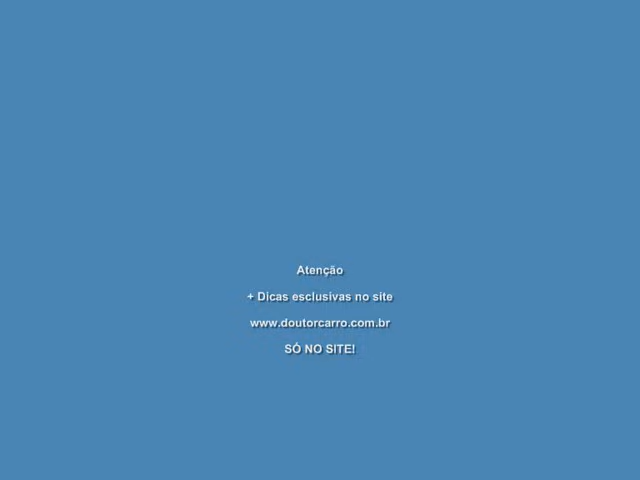 Atenção
+ Dicas esclusivas no site
www.doutorcarro.com.br
SÓ NO SITE!